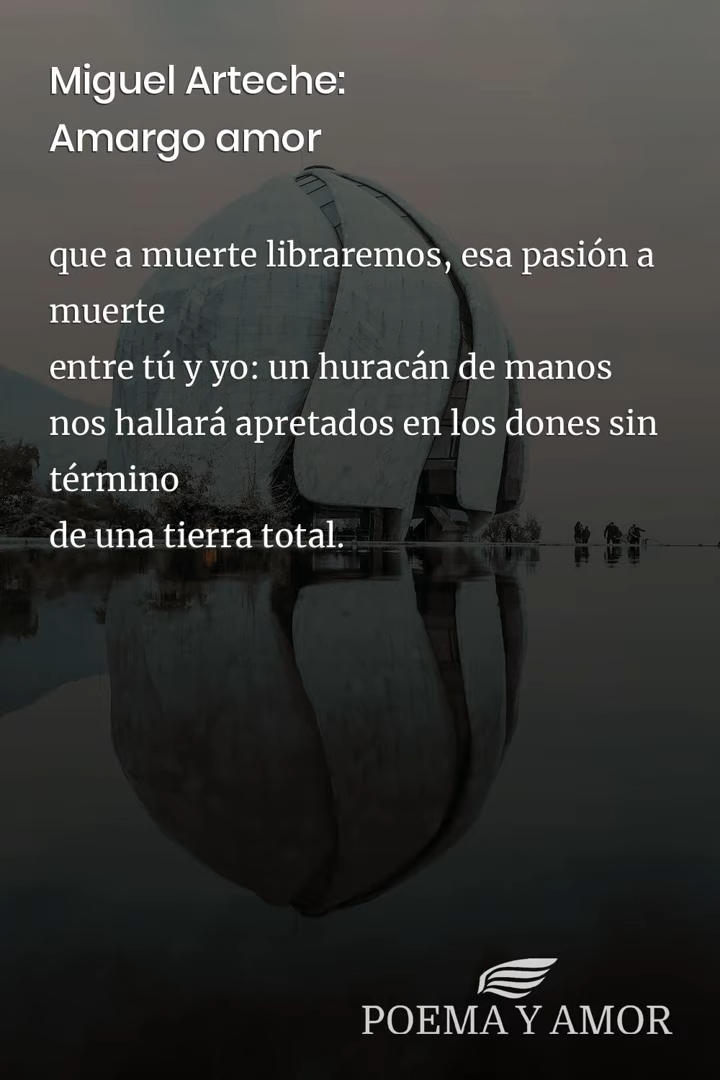 Miguel Arteche:
Amargo amor
que a muerte libraremos, esa pasión a
muerte
entre tú y yo: un huracán de manos
nos hallará apretados en los dones sin
término
de una tierra total.
POEMA Y AMOR